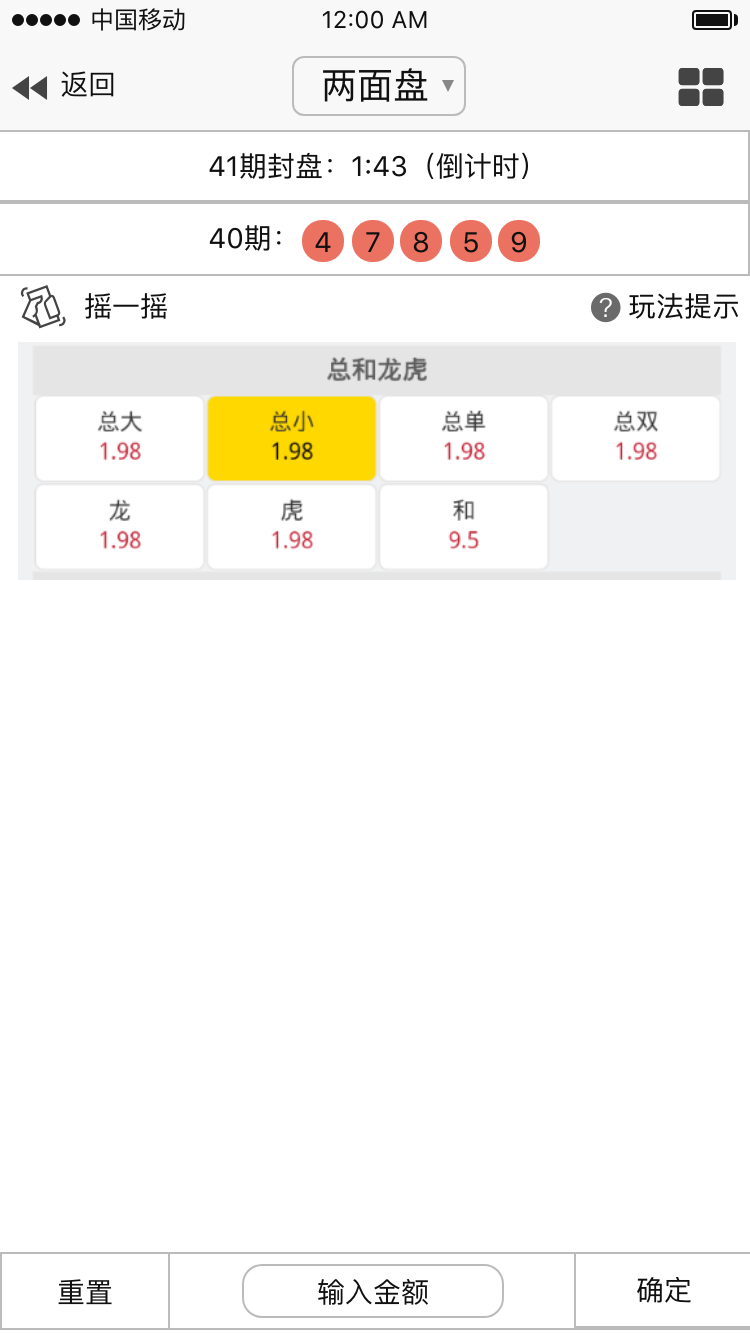 中国移动 12:00 AM
返回 两面盘
41期封盘：1:43（倒计时）
40期： 4 7 8 5 9
摇一摇 ? 玩法提示
总和龙虎
总大 总小 总单 总双
1.98 1.98 1.98 1.98
龙 虎 和
1.98 1.98 9.5
重置 输入金额 确定